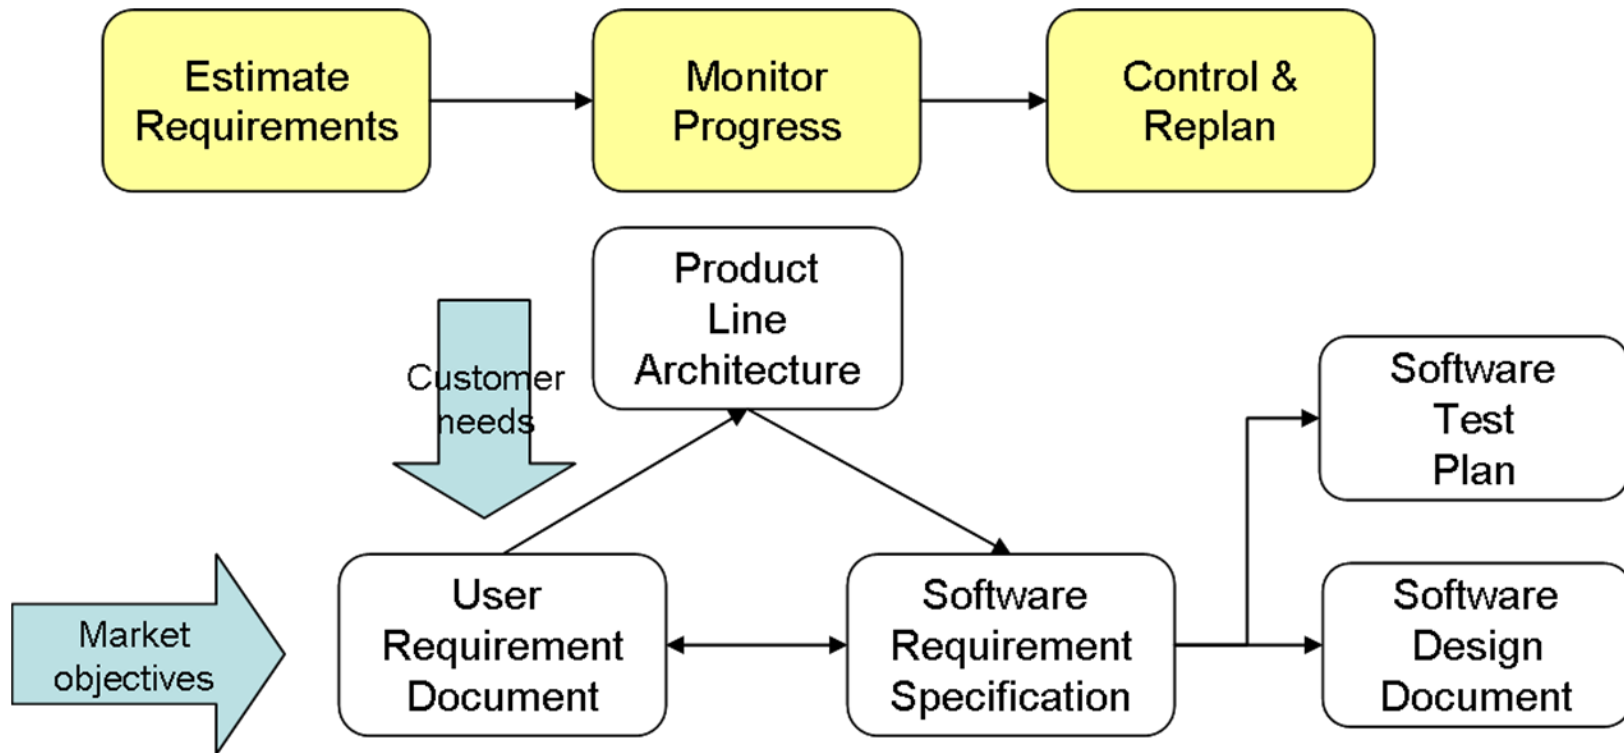 Estimate
Requirements
Monitor
Progress
Control &
Replan
Product
Line
Architecture
Customer
needs
Software
Test
Plan
Market
objectives
User
Requirement
Document
Software
Requirement
Specification
Software
Design
Document